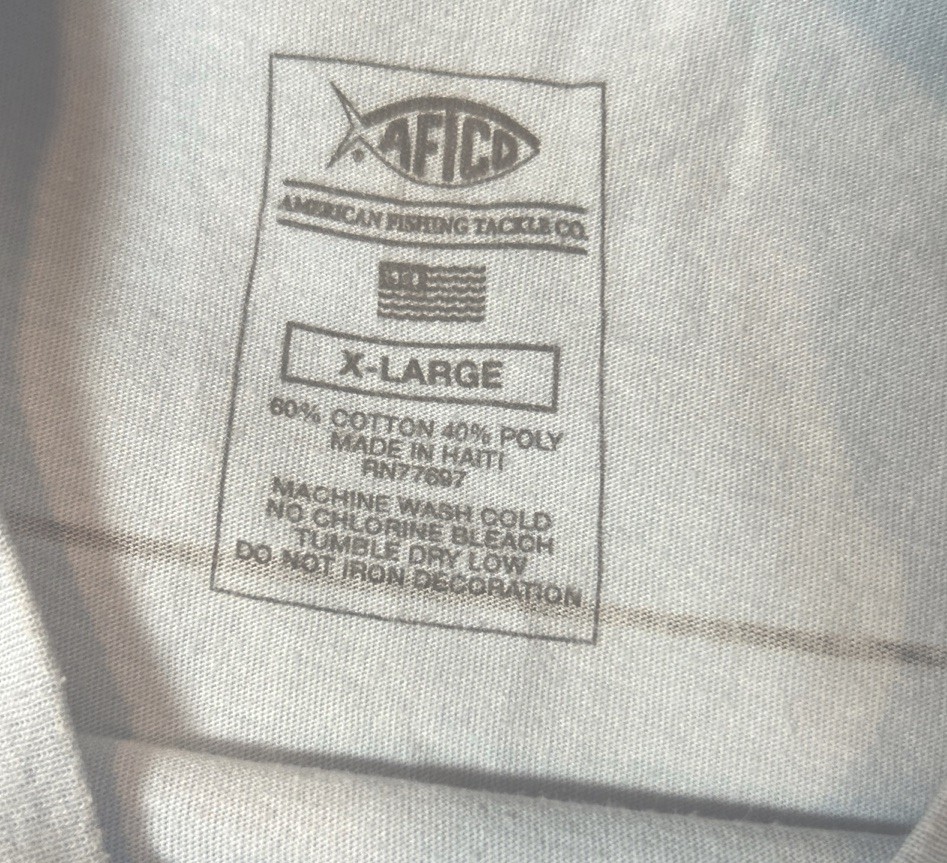 AFTCO
AMERICAN FISHING TACKLE CO.
X-LARGE
60% COTTON 40% POLY
MADE IN HAITI
RN77697
MACHINE WASH COLD
NO CHLORINE BLEACH
TUMBLE DRY LOW
DO NOT IRON DECORATION